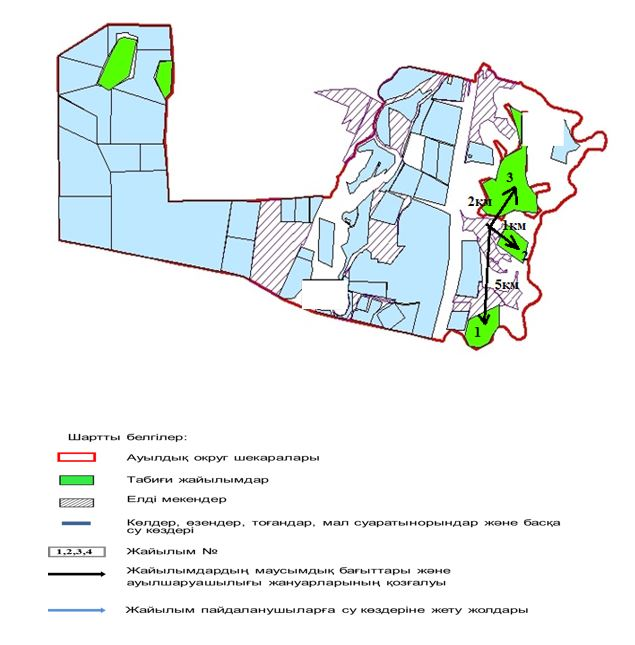 3
2км
1км
2
5км
1
Шартты белгілер:
Ауылдық округ шекаралары
Табиғи жайылымдар
Елді мекендер
Көлдер, өзендер, тоғандар, мал суаратынорындар және басқа
су көздері
1,2,3,4 Жайылым №
Жайылымдардың маусымдық бағыттары және
ауылшаруашылығы жануарларының қозғалуы
Жайылым пайдаланушыларға су көздеріне жету жолдары